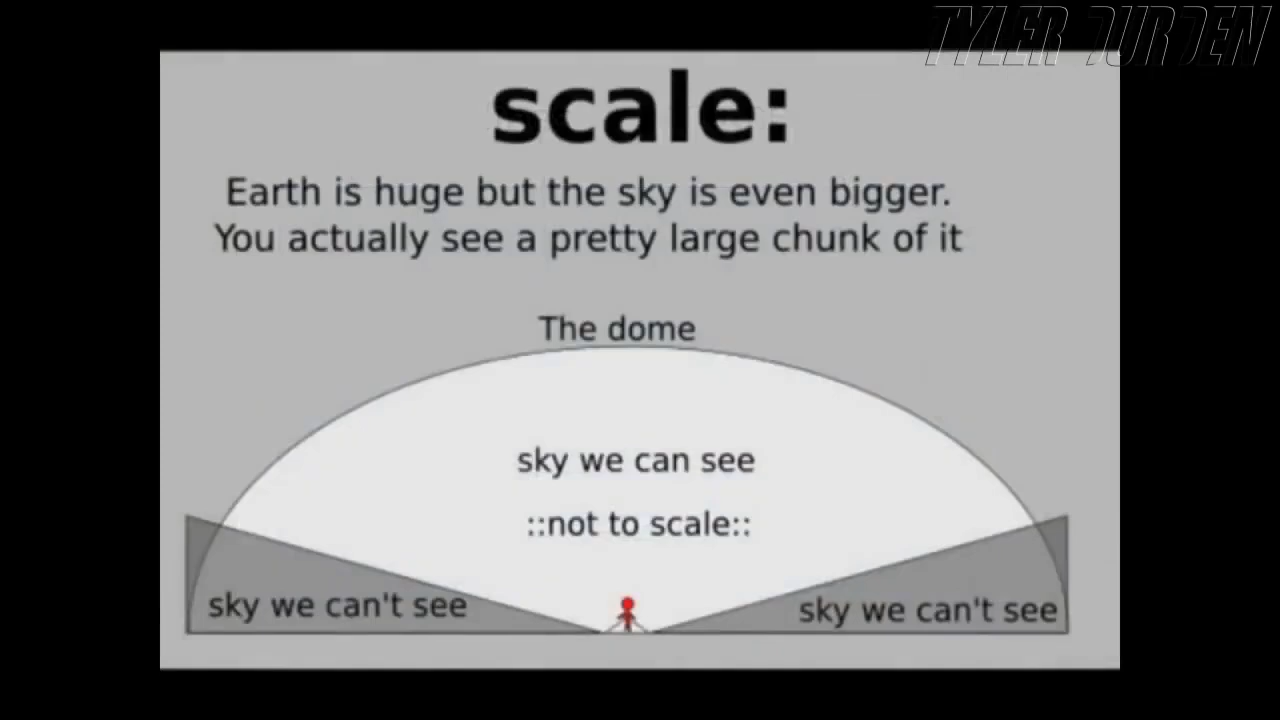 TYLER DURDEN
scale:
Earth is huge but the sky is even bigger.
You actually see a pretty large chunk of it
The dome
sky we can see
::not to scale::
sky we can't see
sky we can't see